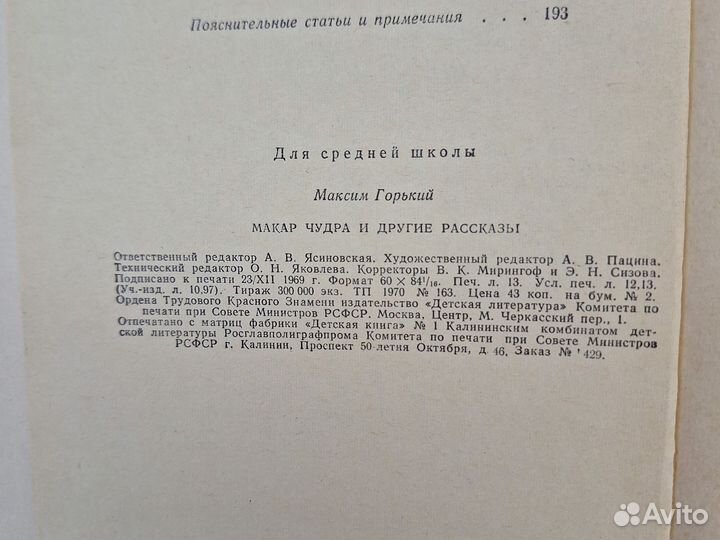 Пояснительные статьи и примечания . . . 193
Для средней школы
Максим Горький
МАКАР ЧУДРА И ДРУГИЕ РАССКАЗЫ
Ответственный редактор А. В. Ясиновская. Художественный редактор А. В. Пацина.
Технический редактор О. Н. Яковлева. Корректоры В. К. Мирингоф и Э. Н. Сизова.
Подписано к печати 23/XII 1969 г. Формат 60 × 84¹/₁₆. Печ. л. 13. Усл. печ. л. 12,13.
(Уч.-изд. л. 10,97). Тираж 300 000 экз. ТП 1970 № 163. Цена 43 коп. на бум. № 2.
Ордена Трудового Красного Знамени издательство «Детская литература» Комитета по
печати при Совете Министров РСФСР. Москва, Центр, М. Черкасский пер., 1.
Отпечатано с матриц фабрики «Детская книга» № 1 Калининским комбинатом дет-
ской литературы Росглавполиграфпрома Комитета по печати при Совете Министров
РСФСР г. Калинин, Проспект 50-летия Октября, д. 46. Заказ № 429.
Avito